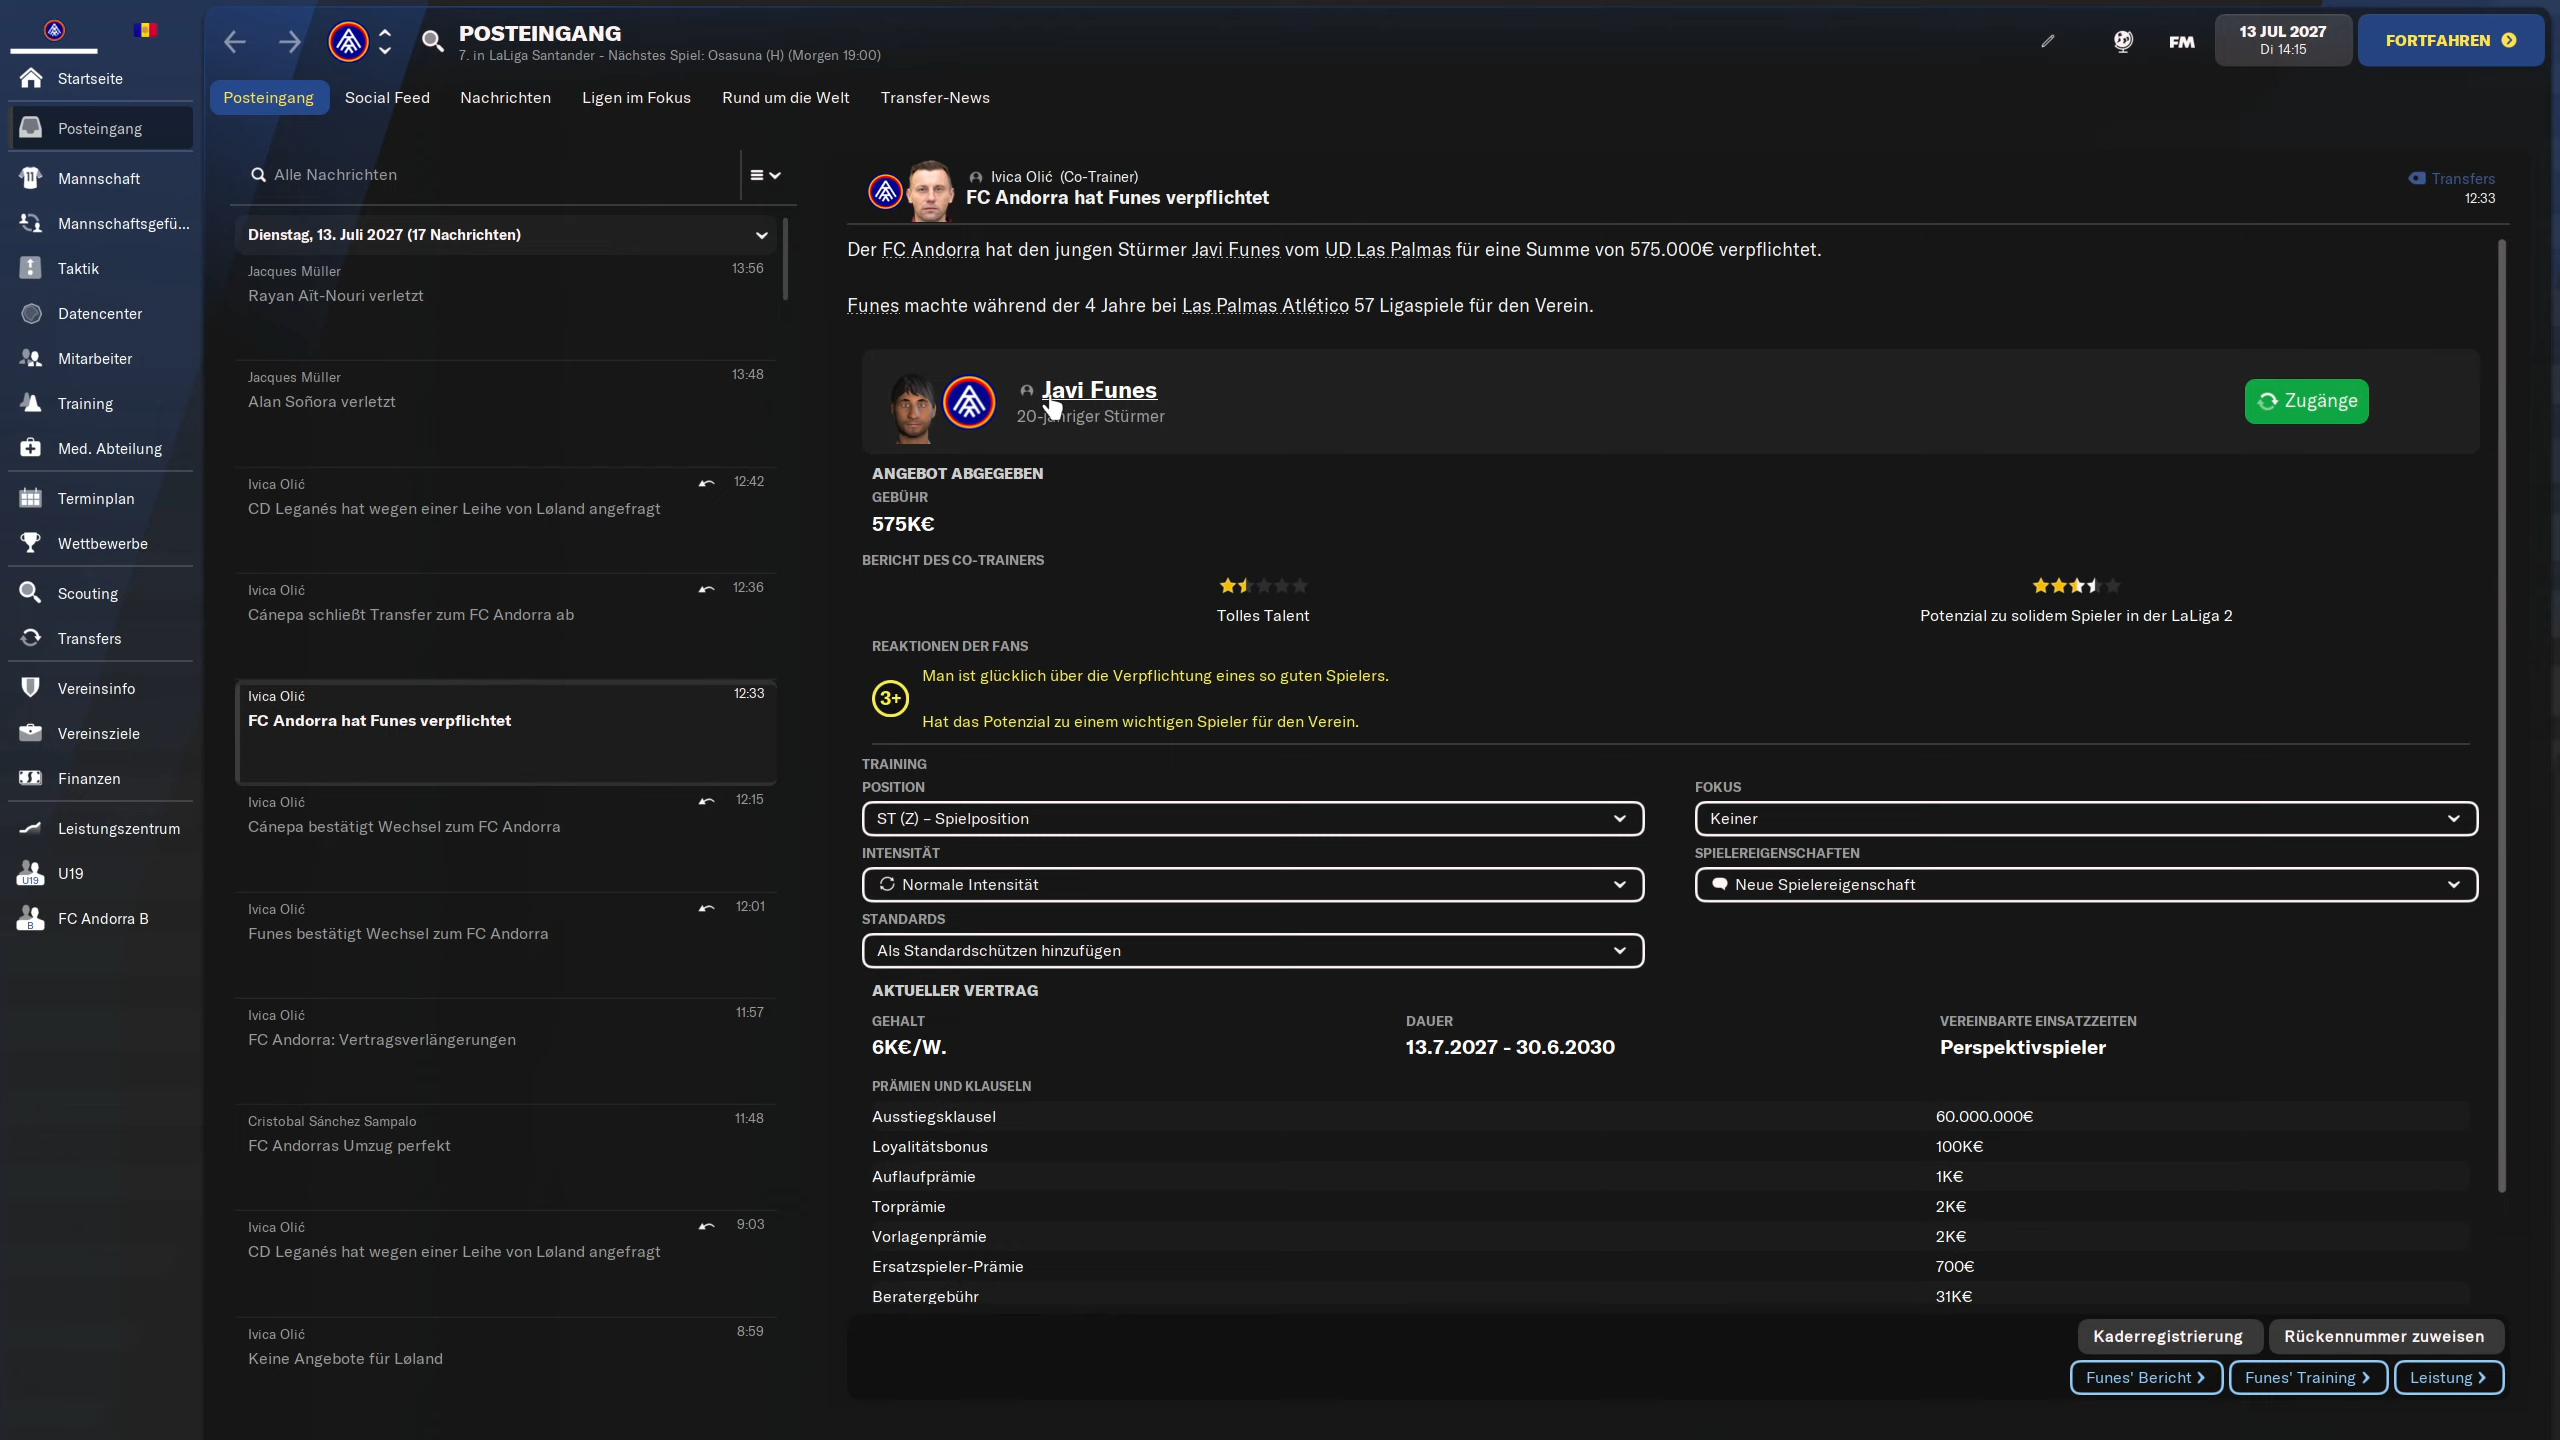 POSTEINGANG
7. in LaLiga Santander - Nächstes Spiel: Osasuna (H) (Morgen 19:00)
FM
13 JUL 2027
Di 14:15
FORTFAHREN
Startseite
Posteingang
Mannschaft
Mannschaftsgefü...
Taktik
Datencenter
Mitarbeiter
Training
Med. Abteilung
Terminplan
Wettbewerbe
Scouting
Transfers
Vereinsinfo
Vereinsziele
Finanzen
Leistungszentrum
U19
U19
B
FC Andorra B
Posteingang
Social Feed
Nachrichten
Ligen im Fokus
Rund um die Welt
Transfer-News
Alle Nachrichten
Dienstag, 13. Juli 2027 (17 Nachrichten)
Jacques Müller 13:56
Rayan Aït-Nouri verletzt
Jacques Müller 13:48
Alan Soñora verletzt
Ivica Olić 12:42
CD Leganés hat wegen einer Leihe von Løland angefragt
Ivica Olić 12:36
Cánepa schließt Transfer zum FC Andorra ab
Ivica Olić 12:33
FC Andorra hat Funes verpflichtet
Ivica Olić 12:15
Cánepa bestätigt Wechsel zum FC Andorra
Ivica Olić 12:01
Funes bestätigt Wechsel zum FC Andorra
Ivica Olić 11:57
FC Andorra: Vertragsverlängerungen
Cristobal Sánchez Sampalo 11:48
FC Andorras Umzug perfekt
Ivica Olić 9:03
CD Leganés hat wegen einer Leihe von Løland angefragt
Ivica Olić 8:59
Keine Angebote für Løland
Ivica Olić (Co-Trainer)
FC Andorra hat Funes verpflichtet
Transfers
12:33
Der FC Andorra hat den jungen Stürmer Javi Funes vom UD Las Palmas für eine Summe von 575.000€ verpflichtet.
Funes machte während der 4 Jahre bei Las Palmas Atlético 57 Ligaspiele für den Verein.
Javi Funes
20-jähriger Stürmer
Zugänge
ANGEBOT ABGEGEBEN
GEBÜHR
575K€
BERICHT DES CO-TRAINERS
Tolles Talent
Potenzial zu solidem Spieler in der LaLiga 2
REAKTIONEN DER FANS
3+
Man ist glücklich über die Verpflichtung eines so guten Spielers.
Hat das Potenzial zu einem wichtigen Spieler für den Verein.
TRAINING
POSITION
ST (Z) – Spielposition
FOKUS
Keiner
INTENSITÄT
Normale Intensität
SPIELEREIGENSCHAFTEN
Neue Spielereigenschaft
STANDARDS
Als Standardschützen hinzufügen
AKTUELLER VERTRAG
GEHALT
6K€/W.
DAUER
13.7.2027 - 30.6.2030
VEREINBARTE EINSATZZEITEN
Perspektivspieler
PRÄMIEN UND KLAUSELN
Ausstiegsklausel 60.000.000€
Loyalitätsbonus 100K€
Auflaufprämie 1K€
Torprämie 2K€
Vorlagenprämie 2K€
Ersatzspieler-Prämie 700€
Beratergebühr 31K€
Kaderregistrierung
Rückennummer zuweisen
Funes' Bericht
Funes' Training
Leistung